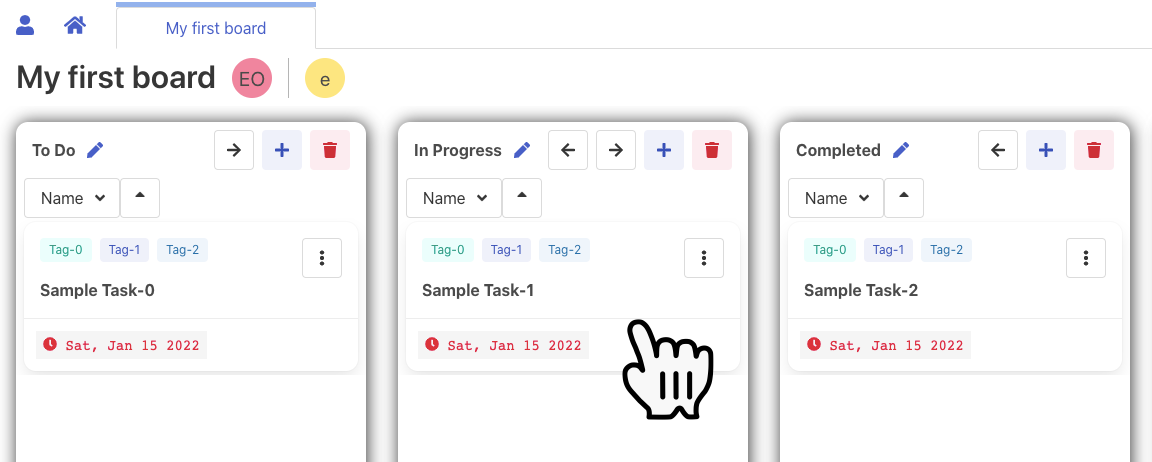 My first board
My first board EO e
To Do
Name
Tag-0 Tag-1 Tag-2
Sample Task-0
Sat, Jan 15 2022
In Progress
Name
Tag-0 Tag-1 Tag-2
Sample Task-1
Sat, Jan 15 2022
Completed
Name
Tag-0 Tag-1 Tag-2
Sample Task-2
Sat, Jan 15 2022